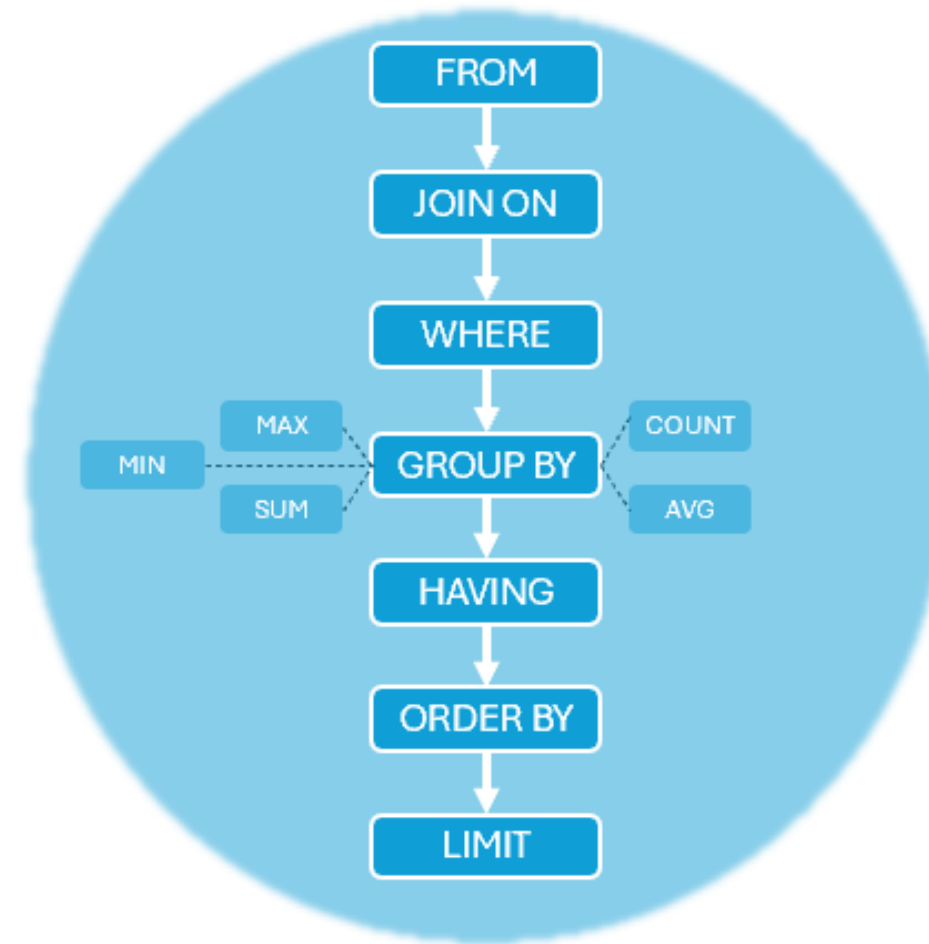 FROM
JOIN ON
WHERE
MAX
COUNT
MIN
GROUP BY
SUM
AVG
HAVING
ORDER BY
LIMIT